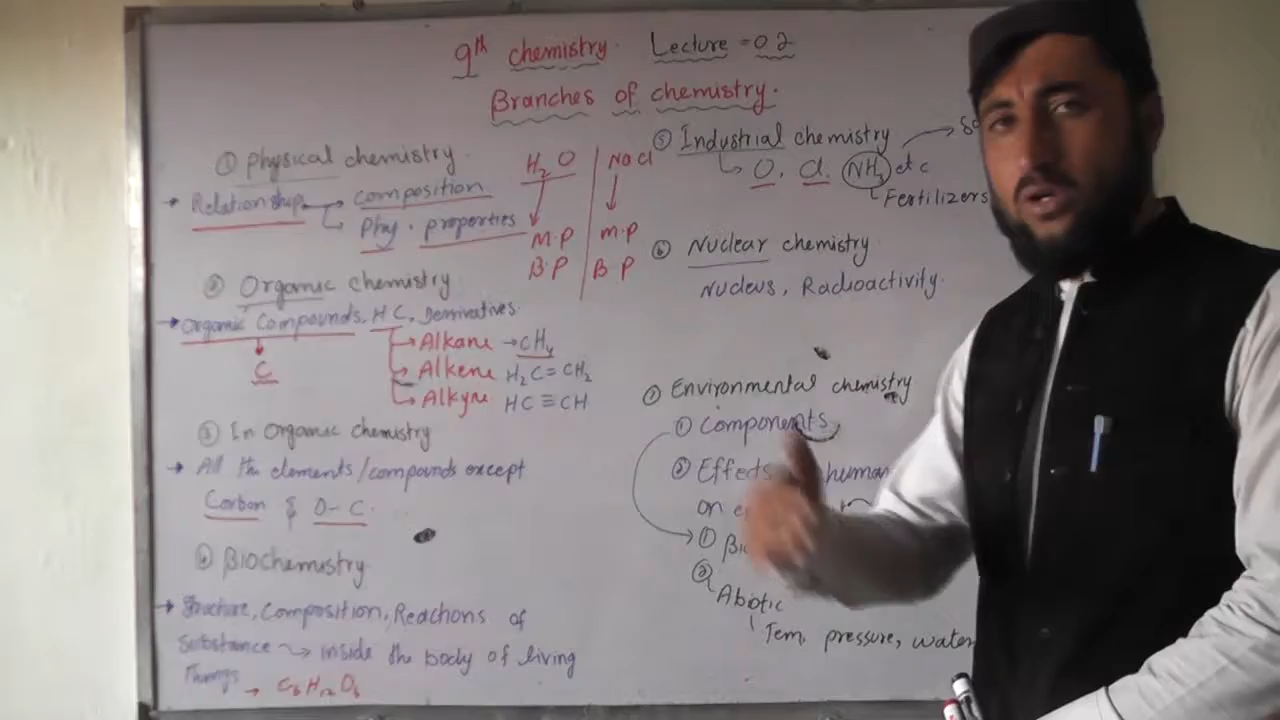 9th chemistry. Lecture = 02
Branches of chemistry.
① Physical chemistry.
→ Relationship → composition
Phy. properties
H2O | NaCl
M.P | M.P
B.P | B.P
② Organic chemistry
→ Organic Compounds, HC, Derivatives.
C
→ Alkane → CH4
→ Alkene H2C=CH2
→ Alkyne HC≡CH
③ In Organic chemistry
→ All the elements/compounds except
Carbon & O-C.
④ Biochemistry
→ Structure, Composition, Reactions of
Substance → inside the body of living
Things → C6H12O6
⑤ Industrial chemistry →
O, Cl, NH3 etc
Fertilizers
⑥ Nuclear chemistry
Nucleus, Radioactivity.
⑦ Environmental chemistry
① Components
② Effects human
on
①
② Abiotic
Tem, pressure, water